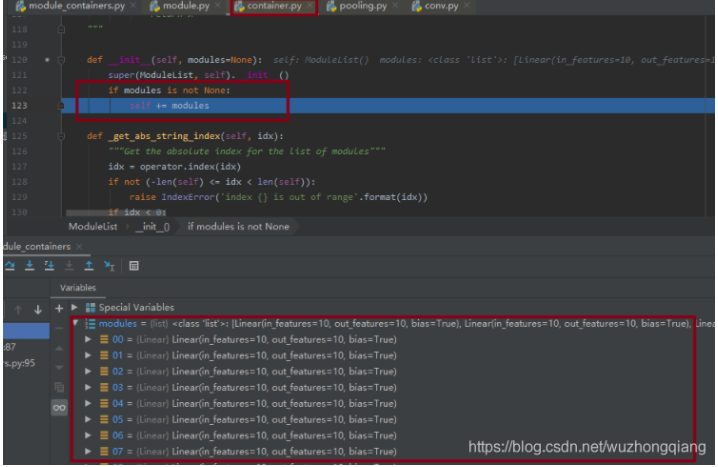 module_containers.py × module.py × container.py × pooling.py × conv.py ×
118 """
119
120 def __init__(self, modules=None): self: ModuleList() modules: <class 'list'>: [Linear(in_features=10, out_features=1
121 super(ModuleList, self).__init__()
122 if modules is not None:
123 self += modules
124
125 def _get_abs_string_index(self, idx):
126 """Get the absolute index for the list of modules"""
127 idx = operator.index(idx)
128 if not (-len(self) <= idx < len(self)):
129 raise IndexError('index {} is out of range'.format(idx))
130 if idx < 0:
ModuleList › __init__() › if modules is not None
dule_containers ×
Variables
Special Variables
modules = {list} <class 'list'>: [Linear(in_features=10, out_features=10, bias=True), Linear(in_features=10, out_features=10, bias=True), Linea
:87
00 = {Linear} Linear(in_features=10, out_features=10, bias=True)
s.py:95
01 = {Linear} Linear(in_features=10, out_features=10, bias=True)
02 = {Linear} Linear(in_features=10, out_features=10, bias=True)
03 = {Linear} Linear(in_features=10, out_features=10, bias=True)
04 = {Linear} Linear(in_features=10, out_features=10, bias=True)
05 = {Linear} Linear(in_features=10, out_features=10, bias=True)
06 = {Linear} Linear(in_features=10, out_features=10, bias=True)
07 = {Linear} Linear(in_features=10, out_features=10, bias=True)
https://blog.csdn.net/wuzhongqiang